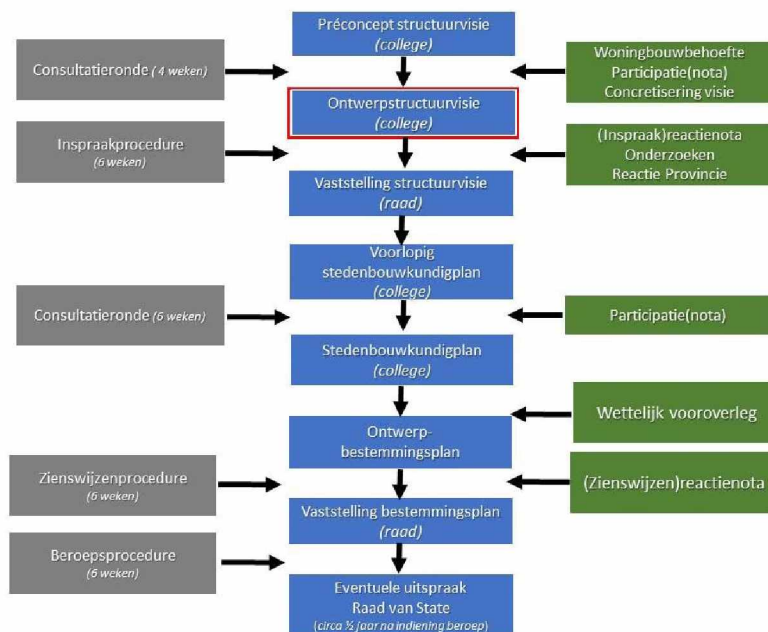 Préconcept structuurvisie
(college)
Consultatieronde (4 weken)
Woningbouwbehoefte
Participatie(nota)
Concretisering visie
Ontwerpstructuurvisie
(college)
Inspraakprocedure
(6 weken)
(Inspraak)reactienota
Onderzoeken
Reactie Provincie
Vaststelling structuurvisie
(raad)
Voorlopig
stedenbouwkundigplan
(college)
Consultatieronde (6 weken)
Participatie(nota)
Stedenbouwkundigplan
(college)
Wettelijk vooroverleg
Ontwerp-
bestemmingsplan
Zienswijzenprocedure
(6 weken)
(Zienswijzen)reactienota
Vaststelling bestemmingsplan
(raad)
Beroepsprocedure
(6 weken)
Eventuele uitspraak
Raad van State
(circa ½ jaar na indiening beroep)